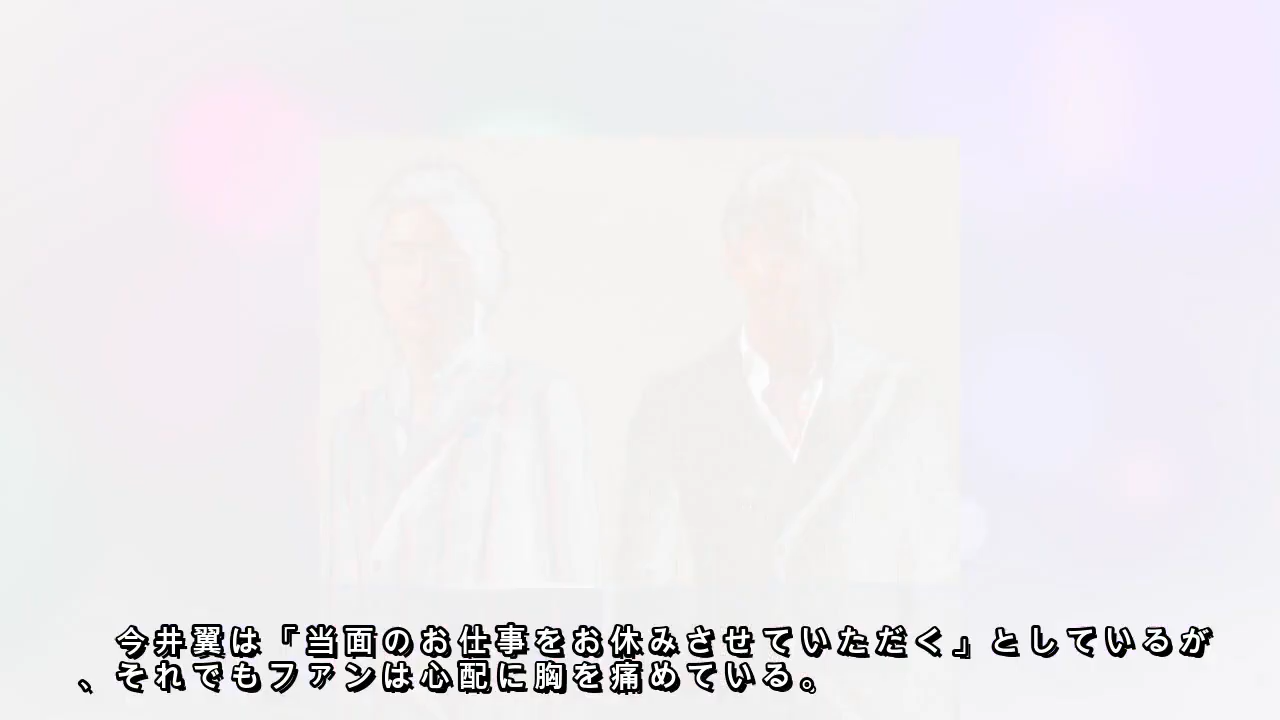 今井翼は「当面のお仕事をお休みさせていただく」としているが
、それでもファンは心配に胸を痛めている。